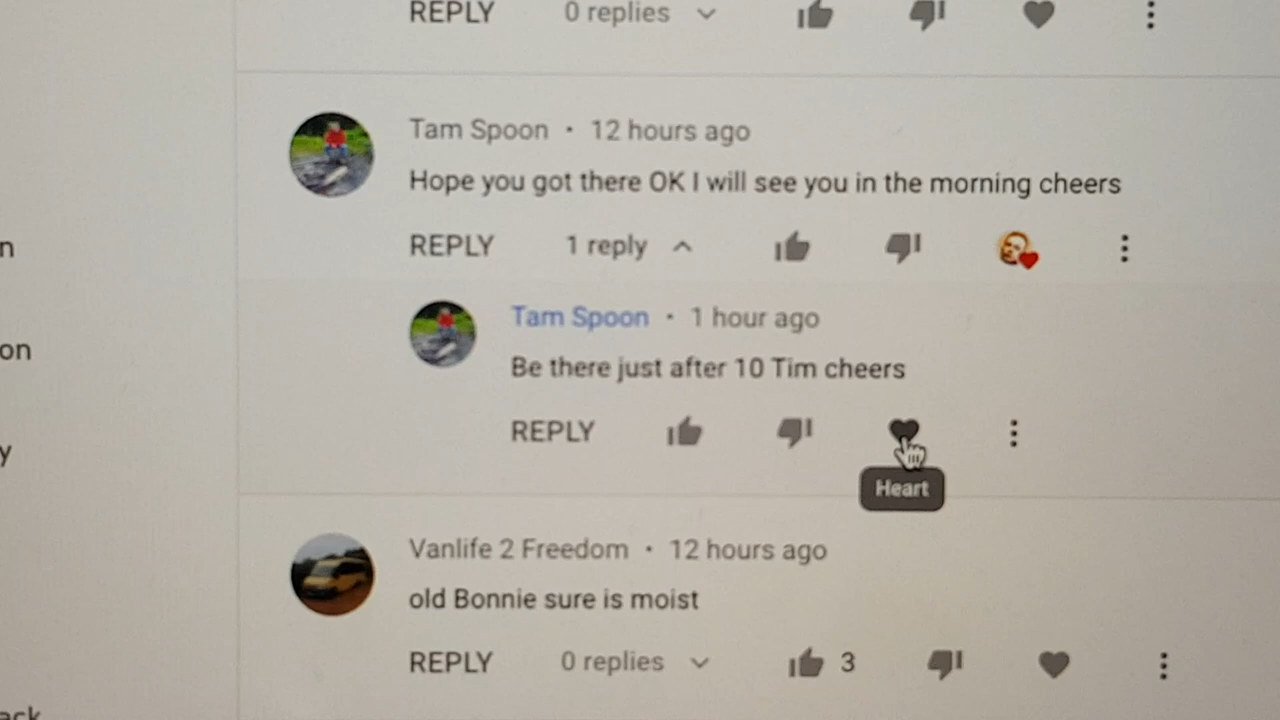 REPLY 0 replies
Tam Spoon · 12 hours ago
Hope you got there OK I will see you in the morning cheers
n
REPLY 1 reply
Tam Spoon · 1 hour ago
on
Be there just after 10 Tim cheers
REPLY
y
Heart
Vanlife 2 Freedom · 12 hours ago
old Bonnie sure is moist
REPLY 0 replies 3
ack